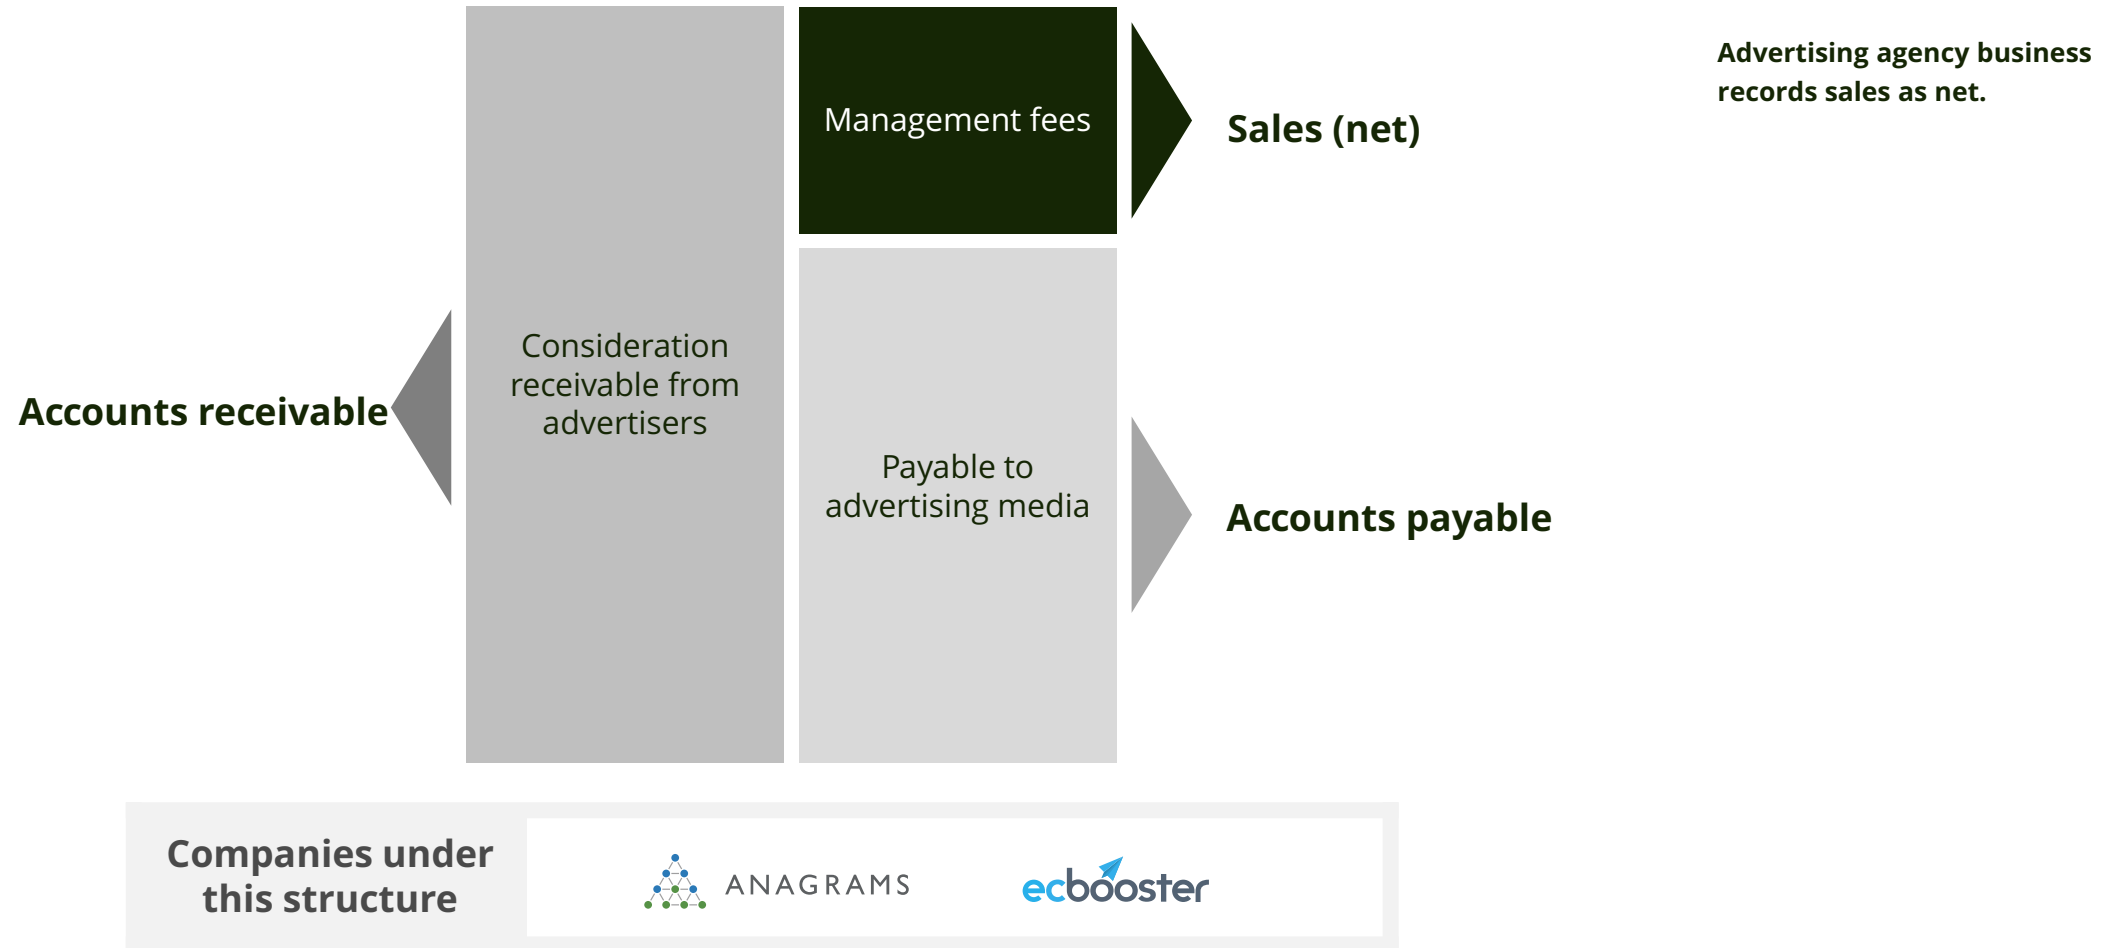 Advertising agency business
records sales as net.
Management fees
Sales (net)
Consideration
receivable from
advertisers
Accounts receivable
Payable to
advertising media
Accounts payable
Companies under
this structure
ANAGRAMS
ecbooster